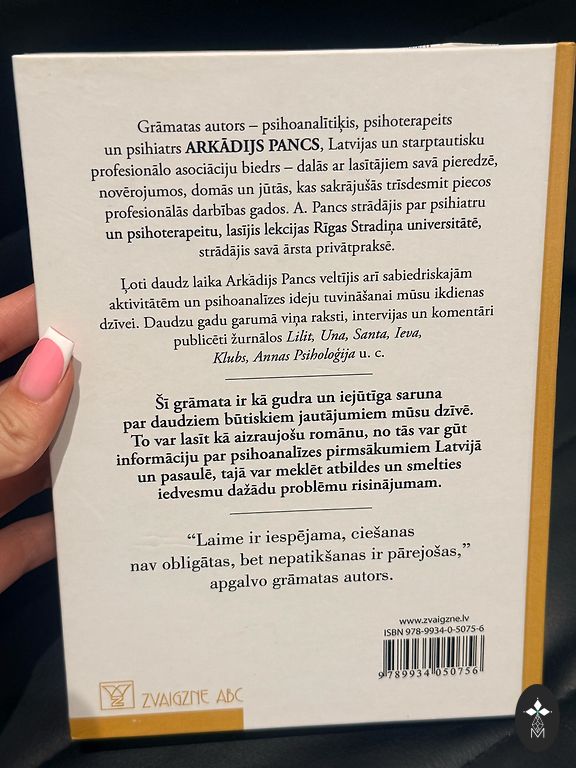 Grāmatas autors – psihoanalītiķis, psihoterapeits
un psihiatrs ARKĀDIJS PANCS, Latvijas un starptautisku
profesionālo asociāciju biedrs – dalās ar lasītājiem savā pieredzē,
novērojumos, domās un jūtās, kas sakrājušās trīsdesmit piecos
profesionālās darbības gados. A. Pancs strādājis par psihiatru
un psihoterapeitu, lasījis lekcijas Rīgas Stradiņa universitātē,
strādājis savā ārsta privātpraksē.
Ļoti daudz laika Arkādijs Pancs veltījis arī sabiedriskajām
aktivitātēm un psihoanalīzes ideju tuvināšanai mūsu ikdienas
dzīvei. Daudzu gadu garumā viņa raksti, intervijas un komentāri
publicēti žurnālos Lilit, Una, Santa, Ieva,
Klubs, Annas Psiholoģija u. c.
Šī grāmata ir kā gudra un iejūtīga saruna
par daudziem būtiskiem jautājumiem mūsu dzīvē.
To var lasīt kā aizraujošu romānu, no tās var gūt
informāciju par psihoanalīzes pirmsākumiem Latvijā
un pasaulē, tajā var meklēt atbildes un smelties
iedvesmu dažādu problēmu risinājumam.
“Laime ir iespējama, ciešanas
nav obligātas, bet nepatikšanas ir pārejošas,”
apgalvo grāmatas autors.
www.zvaigzne.lv
ISBN 978-9934-0-5075-6
9789934050756
ZVAIGZNE ABC
M